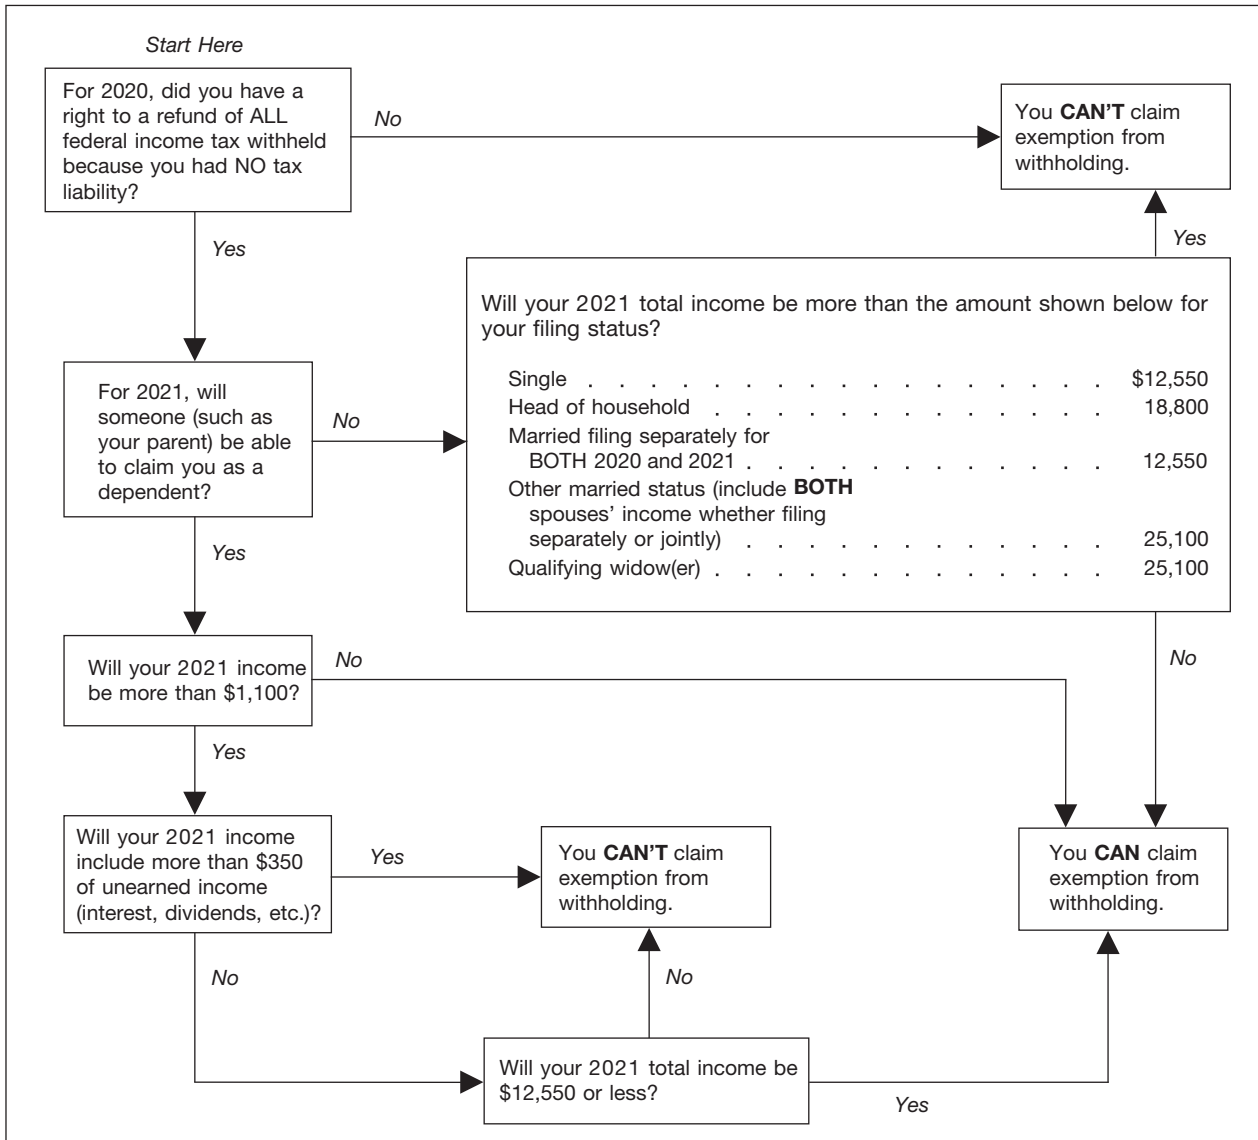 Start Here
For 2020, did you have a
right to a refund of ALL
federal income tax withheld
because you had NO tax
liability?
No
You CAN'T claim
exemption from
withholding.
Yes
Yes
Will your 2021 total income be more than the amount shown below for
your filing status?
Single . . . . . . . . . . . . . . . . . $12,550
Head of household . . . . . . . . . . . . . 18,800
Married filing separately for
BOTH 2020 and 2021 . . . . . . . . . . . . 12,550
Other married status (include BOTH
spouses' income whether filing
separately or jointly) . . . . . . . . . . . . 25,100
Qualifying widow(er) . . . . . . . . . . . . . 25,100
For 2021, will
someone (such as
your parent) be able
to claim you as a
dependent?
No
Yes
No
Will your 2021 income
be more than $1,100?
No
Yes
Will your 2021 income
include more than $350
of unearned income
(interest, dividends, etc.)?
Yes
You CAN'T claim
exemption from
withholding.
You CAN claim
exemption from
withholding.
No
No
Will your 2021 total income be
$12,550 or less?
Yes